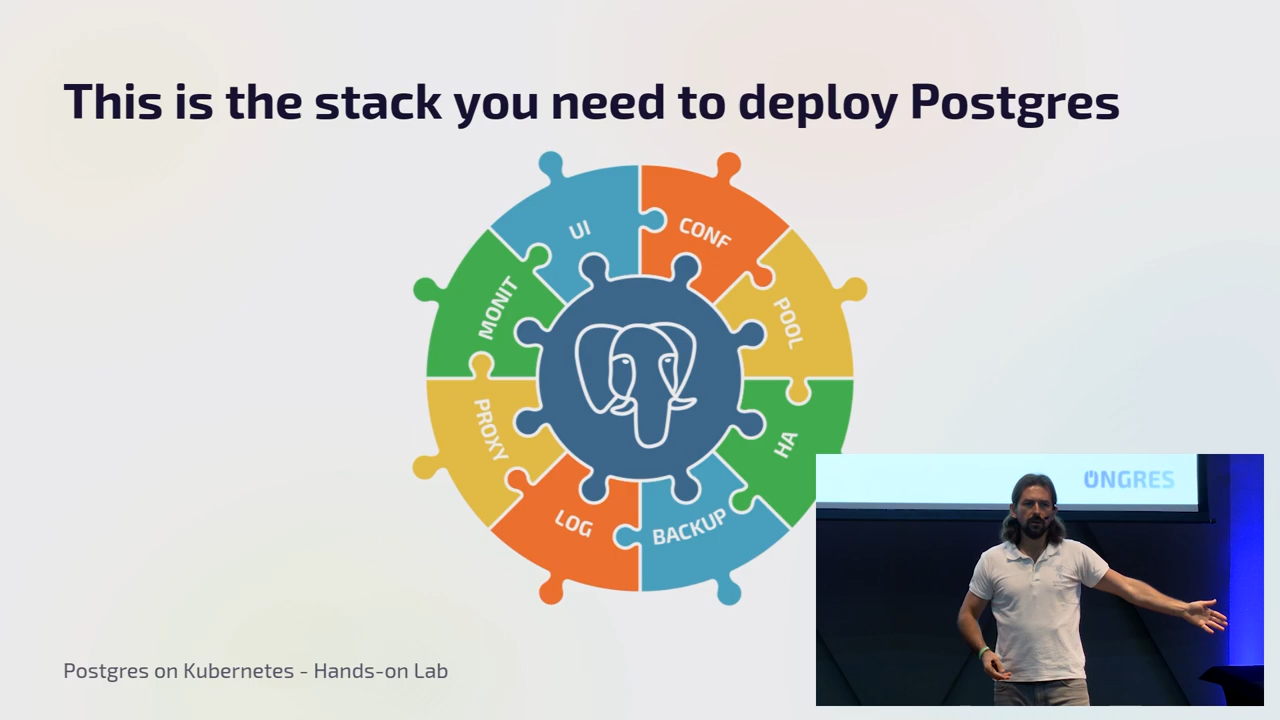 This is the stack you need to deploy Postgres
UI
CONF
MONIT
POOL
PROXY
HA
LOG
BACKUP
ONGRES
Postgres on Kubernetes - Hands-on Lab